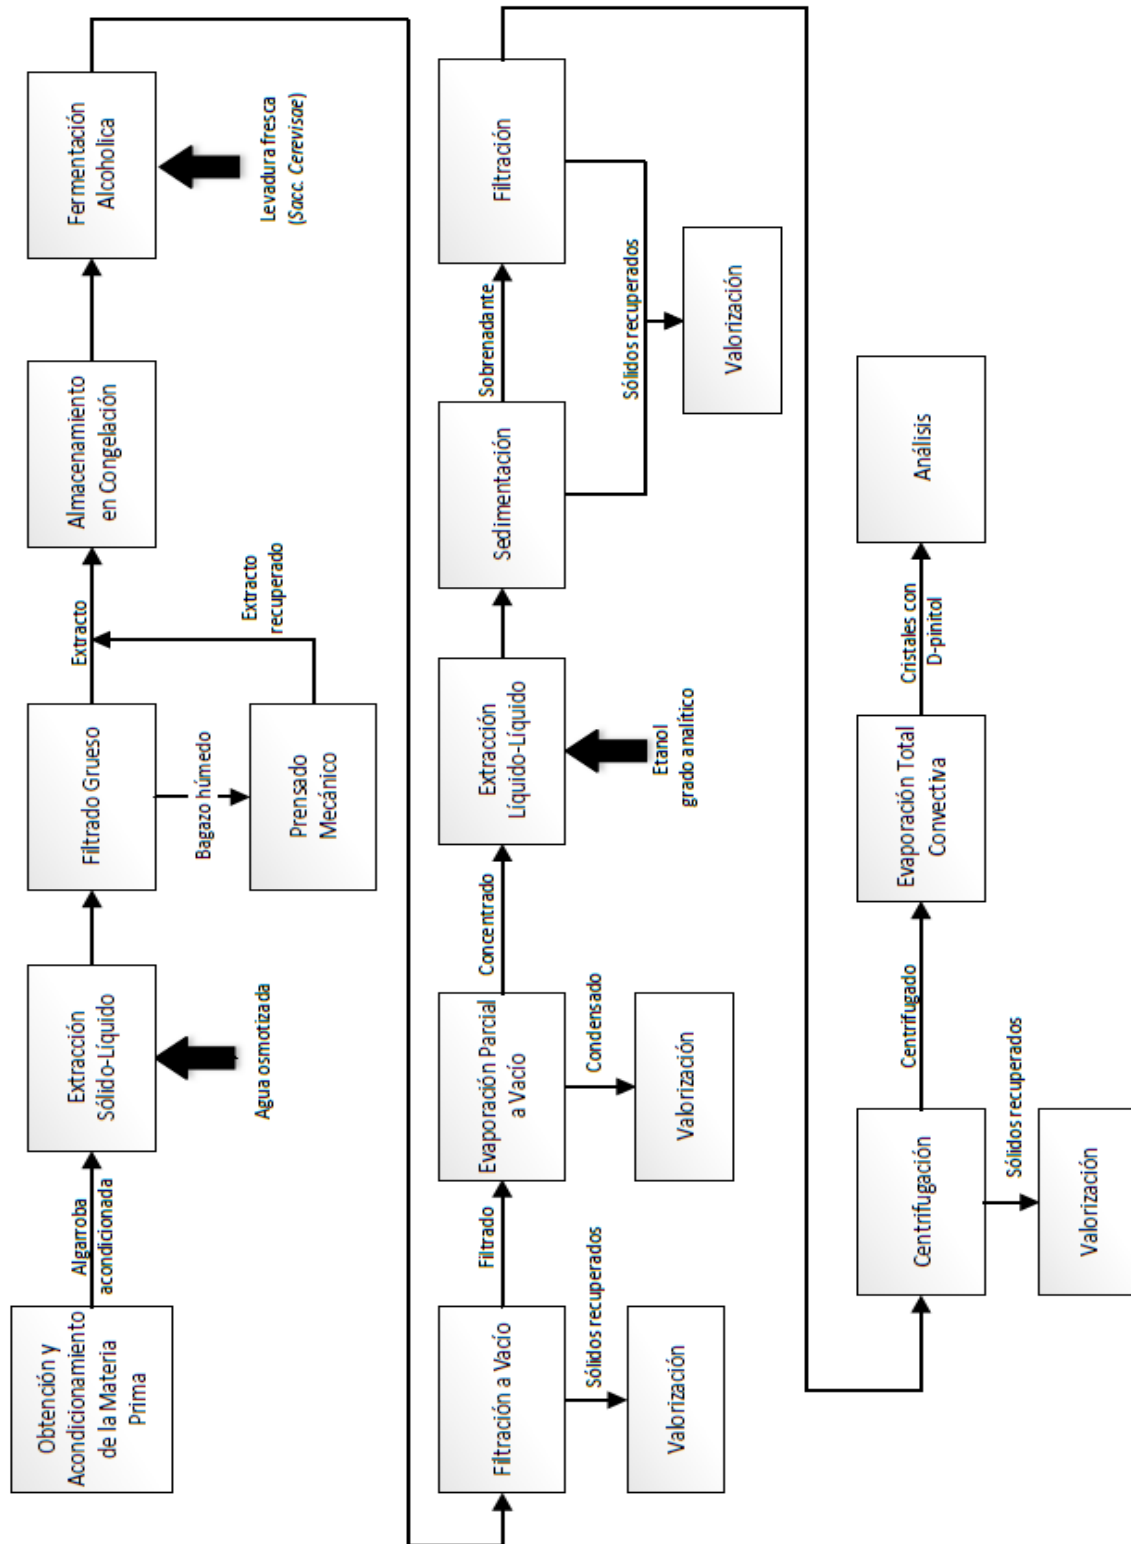 Obtención y
Acondicionamiento
de la Materia
Prima
Algarroba
acondicionada
Extracción
Sólido-Líquido
Agua osmotizada
Filtrado Grueso
Bagazo húmedo
Prensado
Mecánico
Extracto
recuperado
Extracto
Almacenamiento
en Congelación
Fermentación
Alcoholica
Levadura fresca
(Sacc. Cerevisae)
Filtración a Vacío
Sólidos recuperados
Valorización
Filtrado
Evaporación Parcial
a Vacío
Condensado
Valorización
Concentrado
Extracción
Líquido-Líquido
Etanol
grado analítico
Sedimentación
Sobrenadante
Filtración
Sólidos recuperados
Valorización
Centrifugación
Sólidos recuperados
Valorización
Centrifugado
Evaporación Total
Convectiva
Cristales con
D-pinitol
Análisis